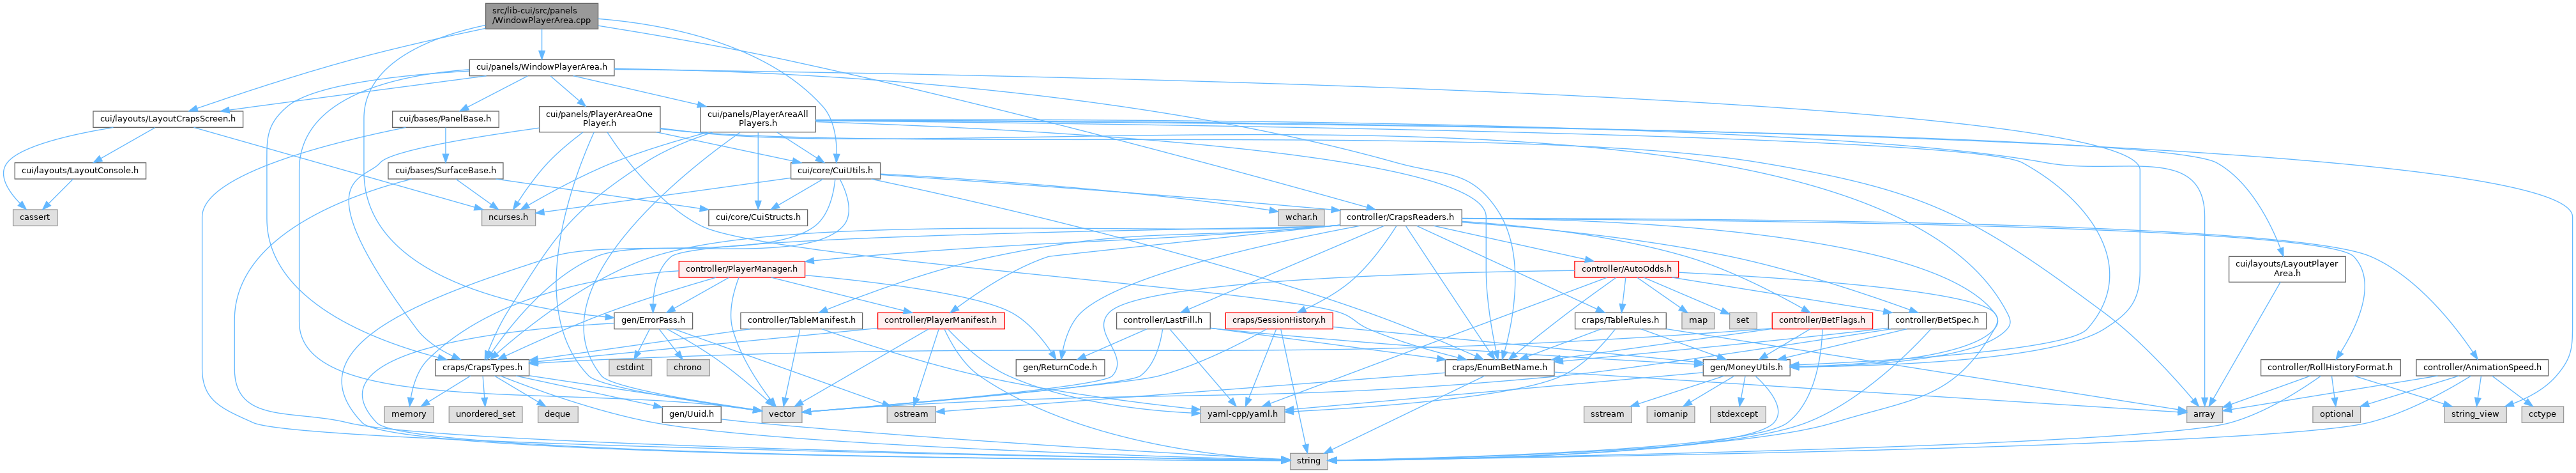 src/lib-cui/src/panels
/WindowPlayerArea.cpp
cui/panels/WindowPlayerArea.h
cui/layouts/LayoutCrapsScreen.h
cui/bases/PanelBase.h
cui/panels/PlayerAreaOne
Player.h
cui/panels/PlayerAreaAll
Players.h
cui/layouts/LayoutConsole.h
cui/bases/SurfaceBase.h
cui/core/CuiUtils.h
cassert
ncurses.h
cui/core/CuiStructs.h
wchar.h
controller/CrapsReaders.h
controller/PlayerManager.h
controller/AutoOdds.h
cui/layouts/LayoutPlayer
Area.h
gen/ErrorPass.h
controller/TableManifest.h
controller/PlayerManifest.h
controller/LastFill.h
craps/SessionHistory.h
craps/TableRules.h
map
set
controller/BetFlags.h
controller/BetSpec.h
craps/CrapsTypes.h
cstdint
chrono
gen/ReturnCode.h
craps/EnumBetName.h
gen/MoneyUtils.h
controller/RollHistoryFormat.h
controller/AnimationSpeed.h
memory
unordered_set
deque
gen/Uuid.h
vector
ostream
yaml-cpp/yaml.h
sstream
iomanip
stdexcept
array
optional
string_view
cctype
string